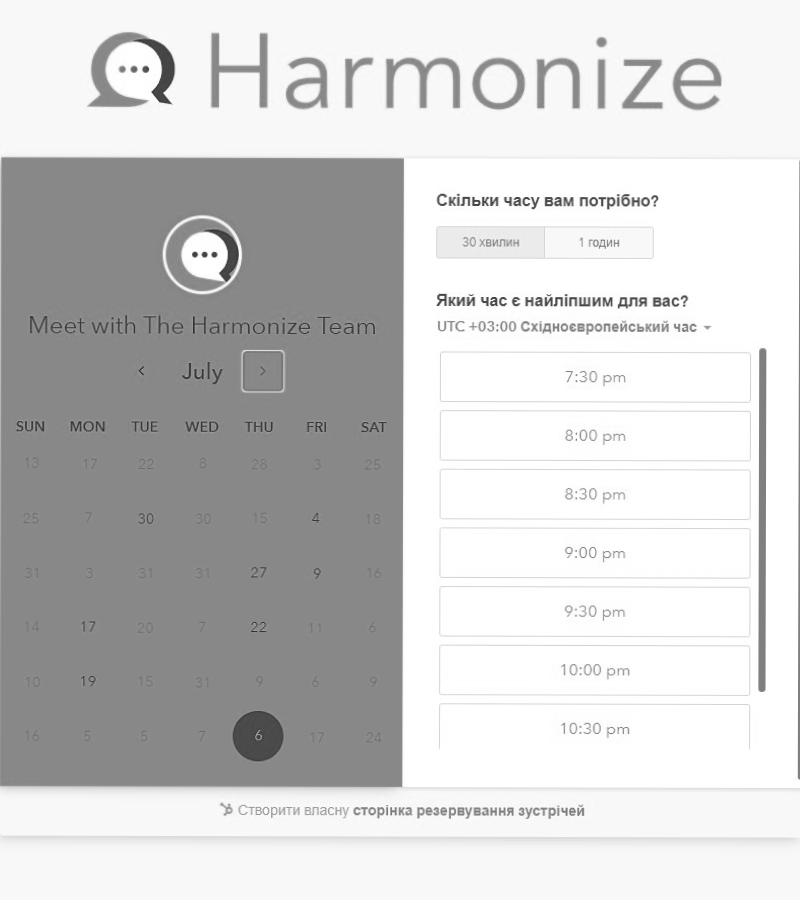 Harmonize
Meet with The Harmonize Team
July
SUN MON TUE WED THU FRI SAT
13 17 22 8 28 3 25
25 7 30 30 15 4 18
31 3 31 31 27 9 16
14 17 20 7 22 11 6
10 19 15 31 9 6 9
16 5 5 7 6 17 24
Скільки часу вам потрібно?
30 хвилин 1 годин
Який час є найліпшим для вас?
UTC +03:00 Східноєвропейський час
7:30 pm
8:00 pm
8:30 pm
9:00 pm
9:30 pm
10:00 pm
10:30 pm
Створити власну сторінка резервування зустрічей